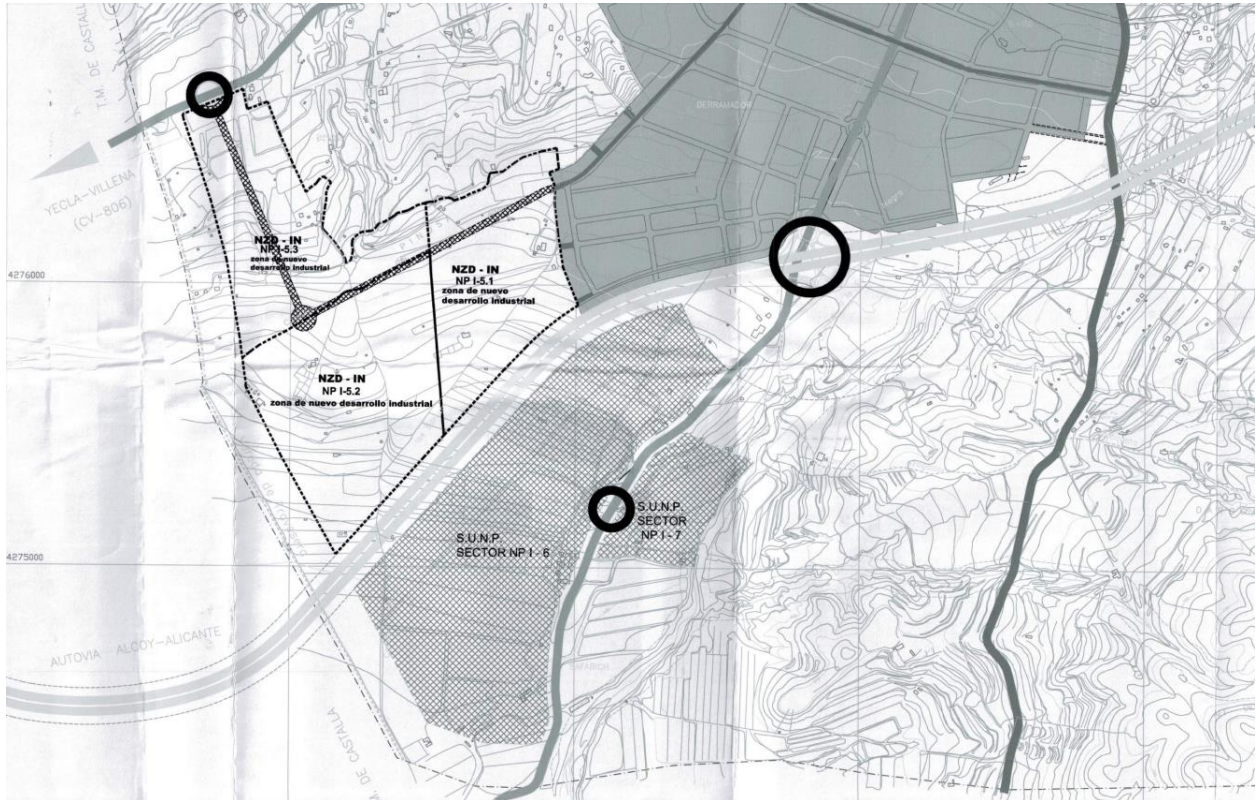 T.M. DE CASTALL
DERRAMADOR
YECLA-VILLENA
(CV-806)
NZD - IN
NP I-5.3
zona de nuevo
desarrollo industrial
4276000
NZD - IN
NP I-5.1
zona de nuevo
desarrollo industrial
NZD - IN
NP I-5.2
zona de nuevo desarrollo industrial
S.U.N.P.
SECTOR
NP I - 7
S.U.N.P.
SECTOR NP I - 6
4275000
AUTOVIA ALCOY-ALICANTE
M. DE CASTALLA